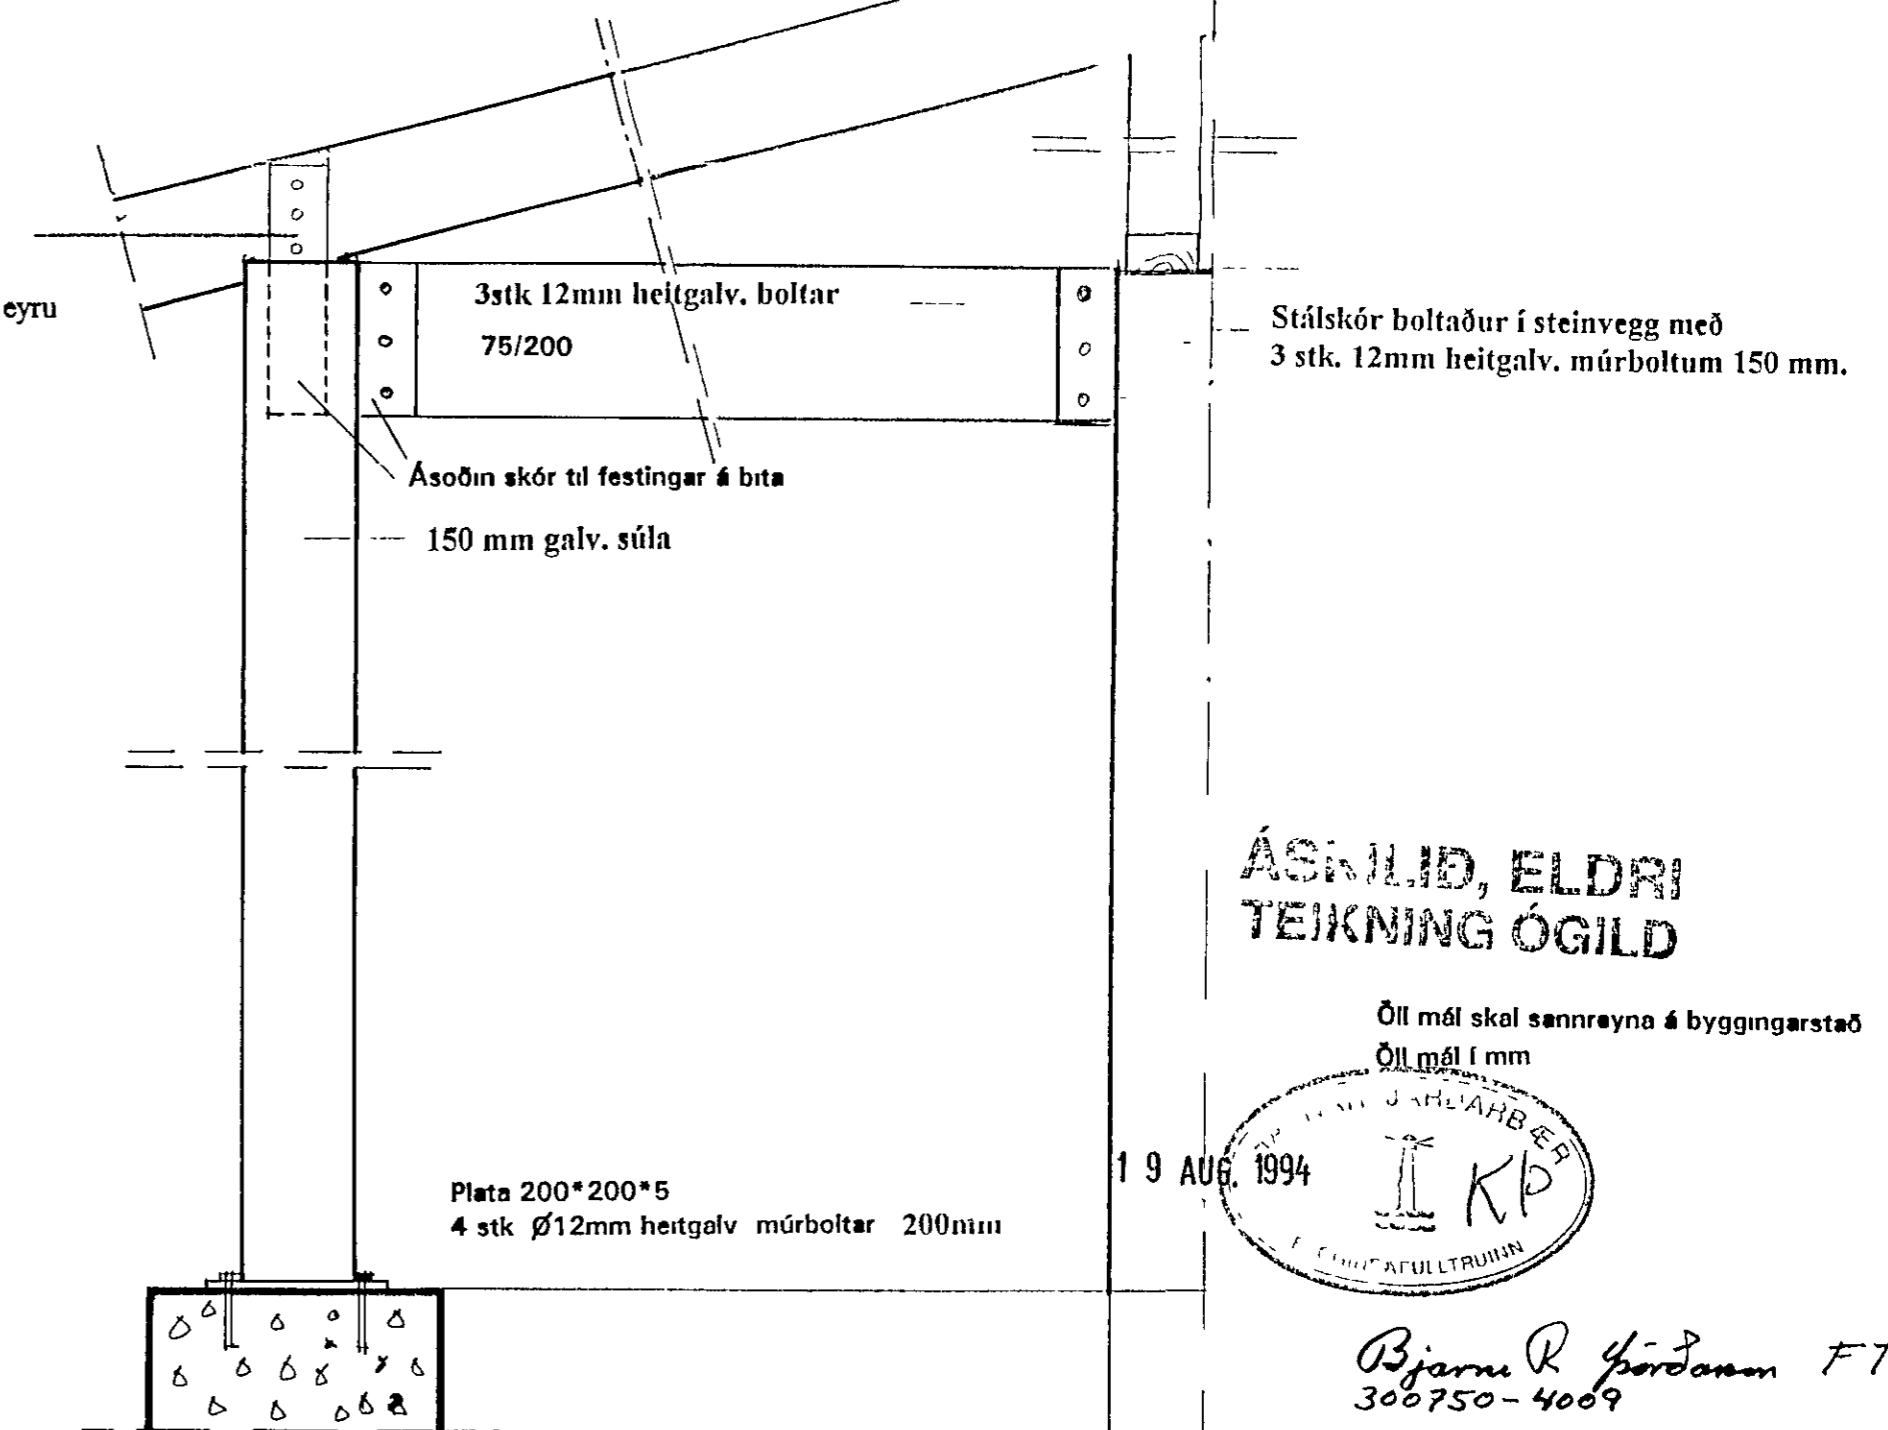 eyru
3stk 12mm heitgalv. boltar
75/200
Stálskór boltaður í steinvegg með
3 stk. 12mm heitgalv. múrboltum 150 mm.
Ásoðin skór til festingar á bita
150 mm galv. súla
ÁSKILIÐ, ELDRI
TEIKNING ÓGILD
Öll mál skal sannreyna á byggingarstað
Öll mál í mm
19 AUG. 1994
KÞ
Plata 200*200*5
4 stk Ø12mm heitgalv múrboltar 200mm
Bjarni R Þórðarson
300750-4009